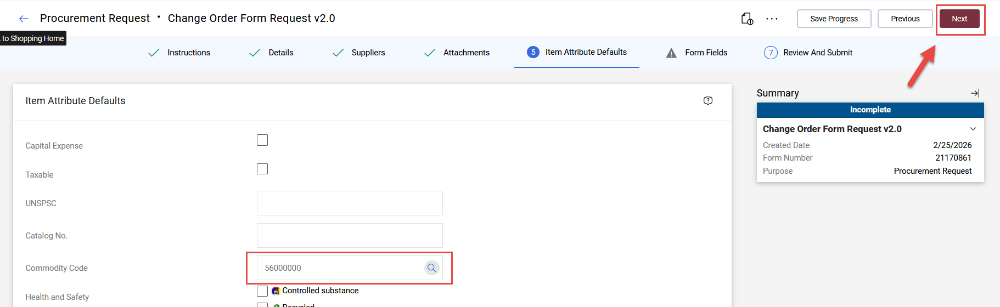 Procurement Request • Change Order Form Request v2.0
Save Progress
Previous
Next
to Shopping Home
Instructions
Details
Suppliers
Attachments
5 Item Attribute Defaults
Form Fields
7 Review And Submit
Item Attribute Defaults
?
Capital Expense
Taxable
UNSPSC
Catalog No.
Commodity Code
56000000
Health and Safety
Controlled substance
Recycled
Summary
Incomplete
Change Order Form Request v2.0
Created Date 2/25/2026
Form Number 21170861
Purpose Procurement Request